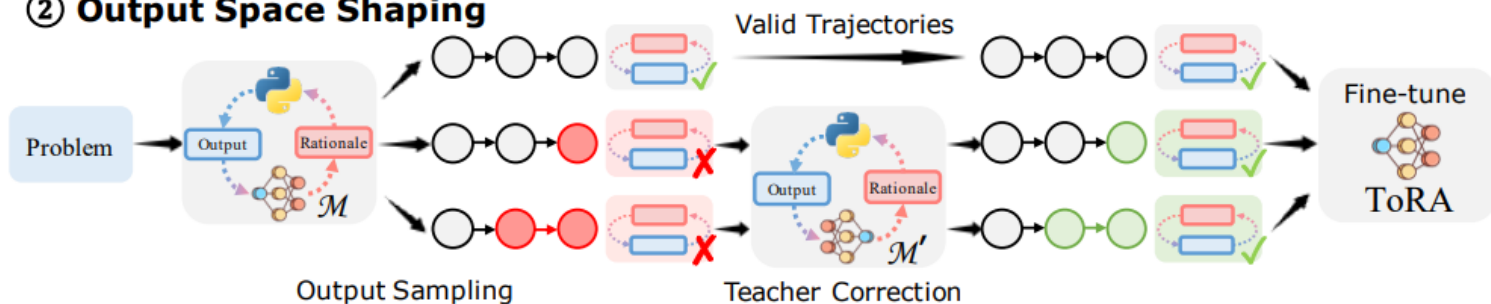 ② Output Space Shaping
Valid Trajectories
Problem
Output
Rationale
M
Output
Rationale
M′
Fine-tune
ToRA
Output Sampling
Teacher Correction